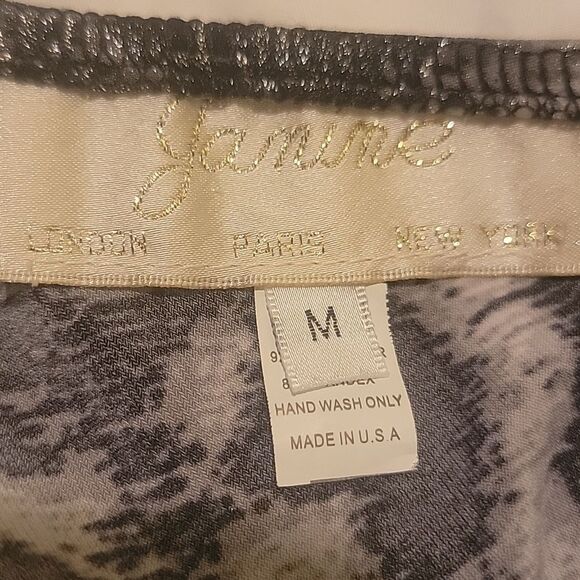 Janine
LONDON PARIS NEW YORK
M
HAND WASH ONLY
MADE IN U.S.A